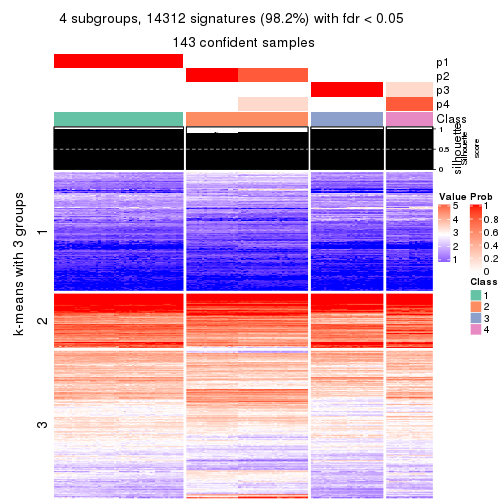 4 subgroups, 14312 signatures (98.2%) with fdr < 0.05
143 confident samples
p1
p2
p3
p4
Class
silhouette
Silhouette
score
1
0.5
0
k-means with 3 groups
1
2
3
Value
5
4
3
2
1
Prob
1
0.8
0.6
0.4
0.2
0
Class
1
2
3
4